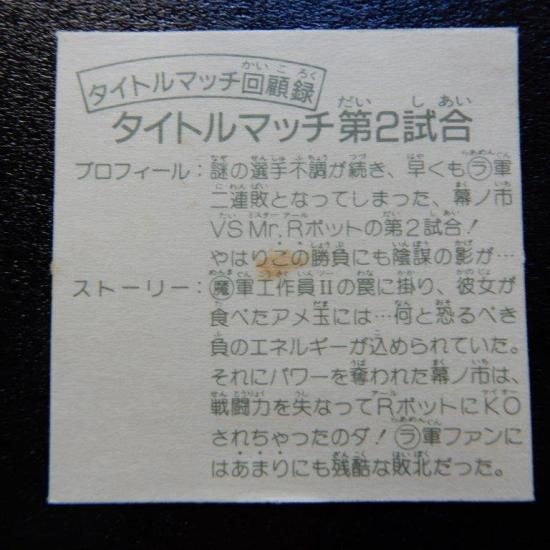 タイトルマッチ回顧録
タイトルマッチ第2試合
プロフィール：謎の選手不調が続き、早くも㋶軍
二連敗となってしまった、幕ノ市
VS Mr.Rボットの第2試合！
やはりこの勝負にも陰謀の影が…
ストーリー：魔軍工作員Ⅱの罠に掛り、彼女が
食べたアメ玉には…何と恐るべき
負のエネルギーが込められていた。
それにパワーを奪われた幕ノ市は、
戦闘力を失なってRボットにKO
されちゃったのダ！㋶軍ファンに
はあまりにも残酷な敗北だった。